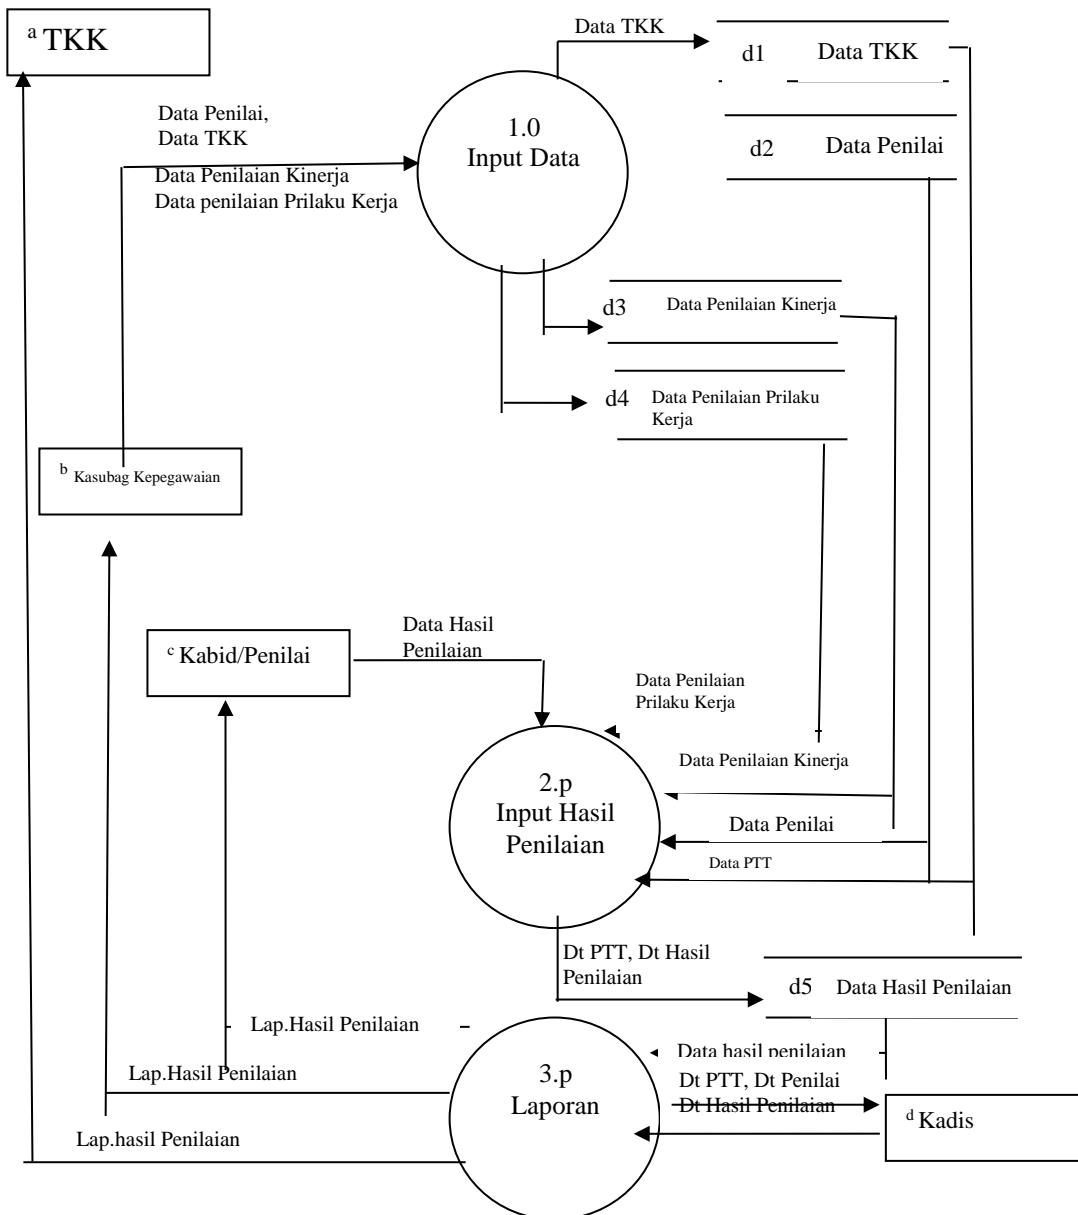 a TKK
Data TKK
d1 Data TKK
Data Penilai,
Data TKK
Data Penilaian Kinerja
Data penilaian Prilaku Kerja
1.0
Input Data
d2 Data Penilai
d3 Data Penilaian Kinerja
d4 Data Penilaian Prilaku
Kerja
b Kasubag Kepegawaian
c Kabid/Penilai
Data Hasil
Penilaian
Data Penilaian
Prilaku Kerja
2.p
Input Hasil
Penilaian
Data Penilaian Kinerja
Data Penilai
Data PTT
Dt PTT, Dt Hasil
Penilaian
d5 Data Hasil Penilaian
Lap.Hasil Penilaian
Data hasil penilaian
Lap.Hasil Penilaian
3.p
Laporan
Dt PTT, Dt Penilai
Dt Hasil Penilaian
d Kadis
Lap.hasil Penilaian